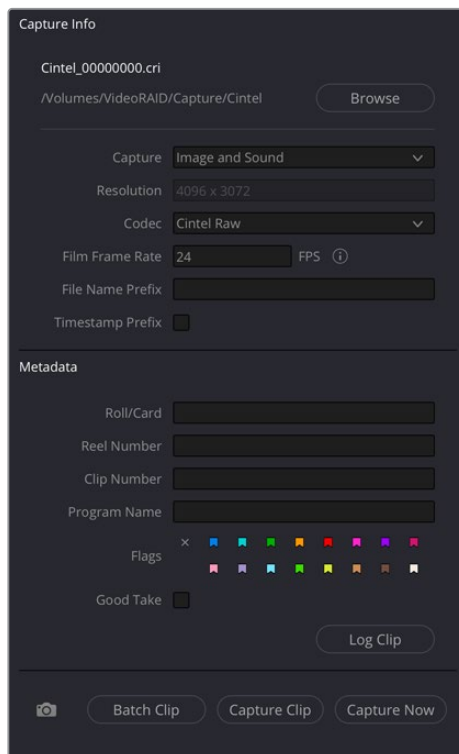 Capture Info
Cintel_00000000.cri
/Volumes/VideoRAID/Capture/Cintel
Browse
Capture
Image and Sound
Resolution
4096 x 3072
Codec
Cintel Raw
Film Frame Rate
24
FPS
File Name Prefix
Timestamp Prefix
Metadata
Roll/Card
Reel Number
Clip Number
Program Name
Flags
Good Take
Log Clip
Batch Clip
Capture Clip
Capture Now